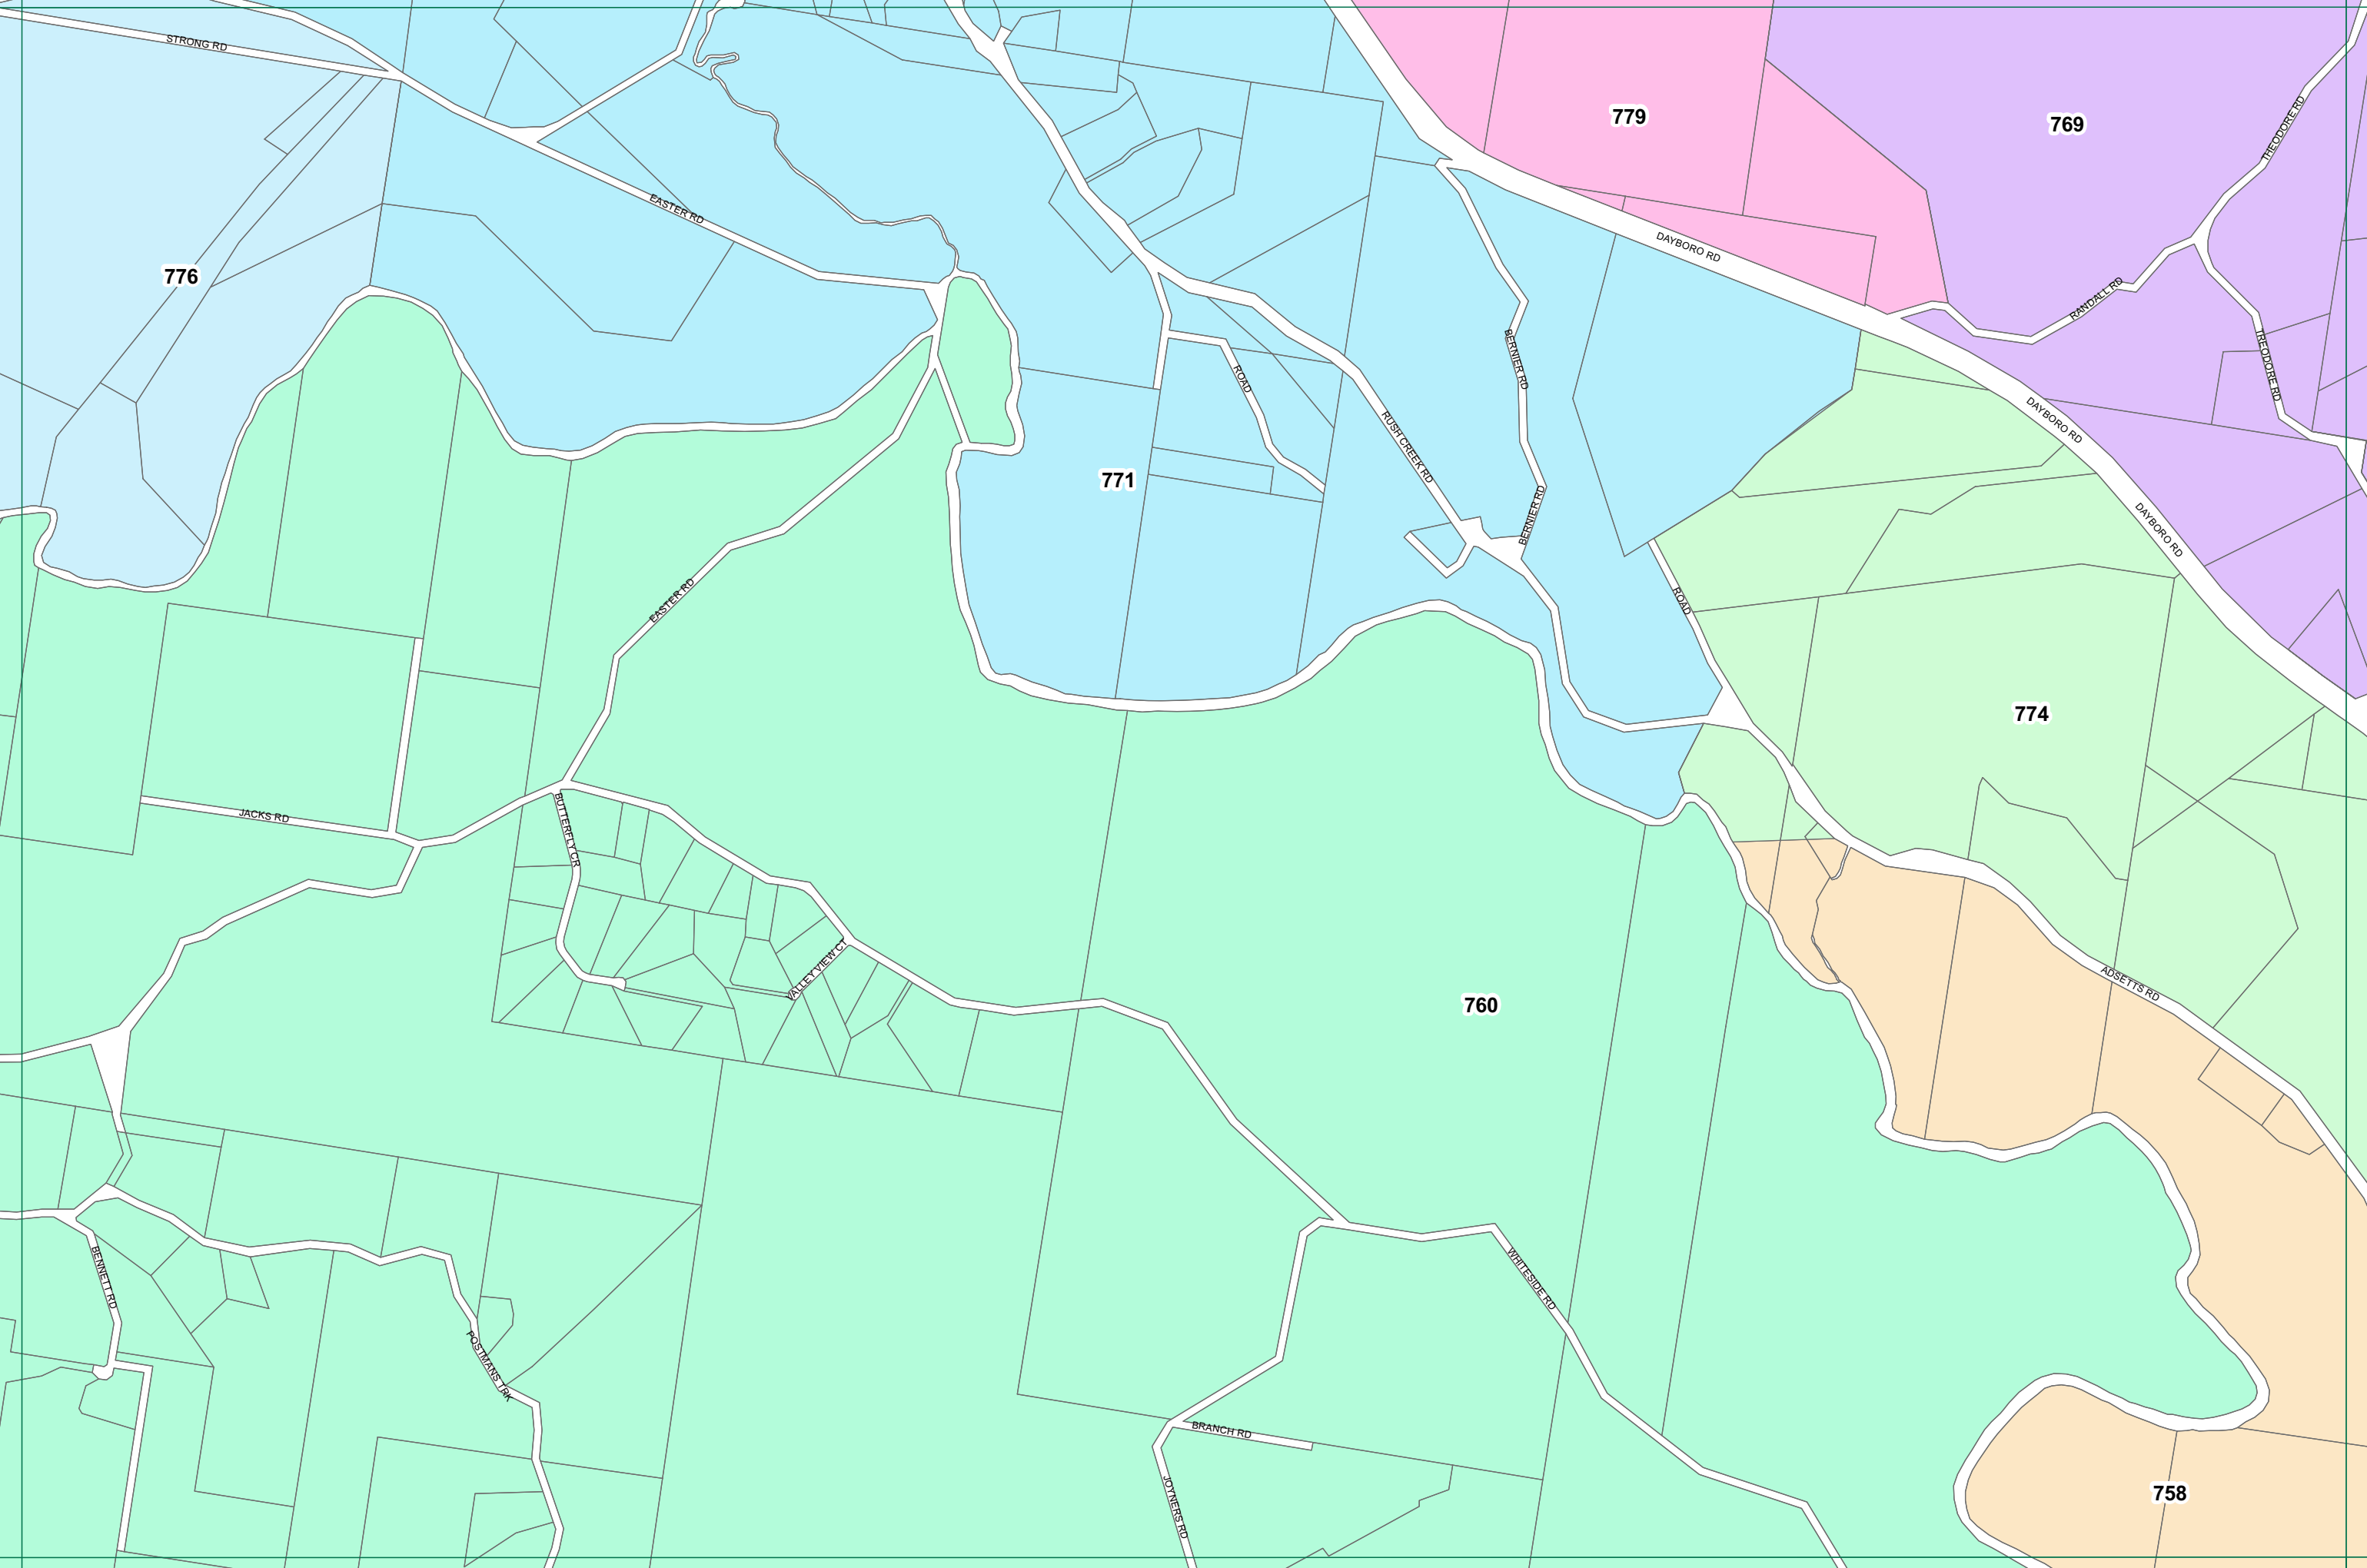 STRONG RD
779
769
THEODORE RD
EASTER RD
DAYBORO RD
776
RANDALL RD
BERNIER RD
THEODORE RD
ROAD
DAYBORO RD
RUSH CREEK RD
771
BERNIER RD
DAYBORO RD
EASTER RD
ROAD
774
JACKS RD
BUTTERFLY CR
VALLEY VIEW CT
ADSETTS RD
760
BENNET RD
WHITESIDE RD
POSTMANS TRK
BRANCH RD
JOYNERS RD
758